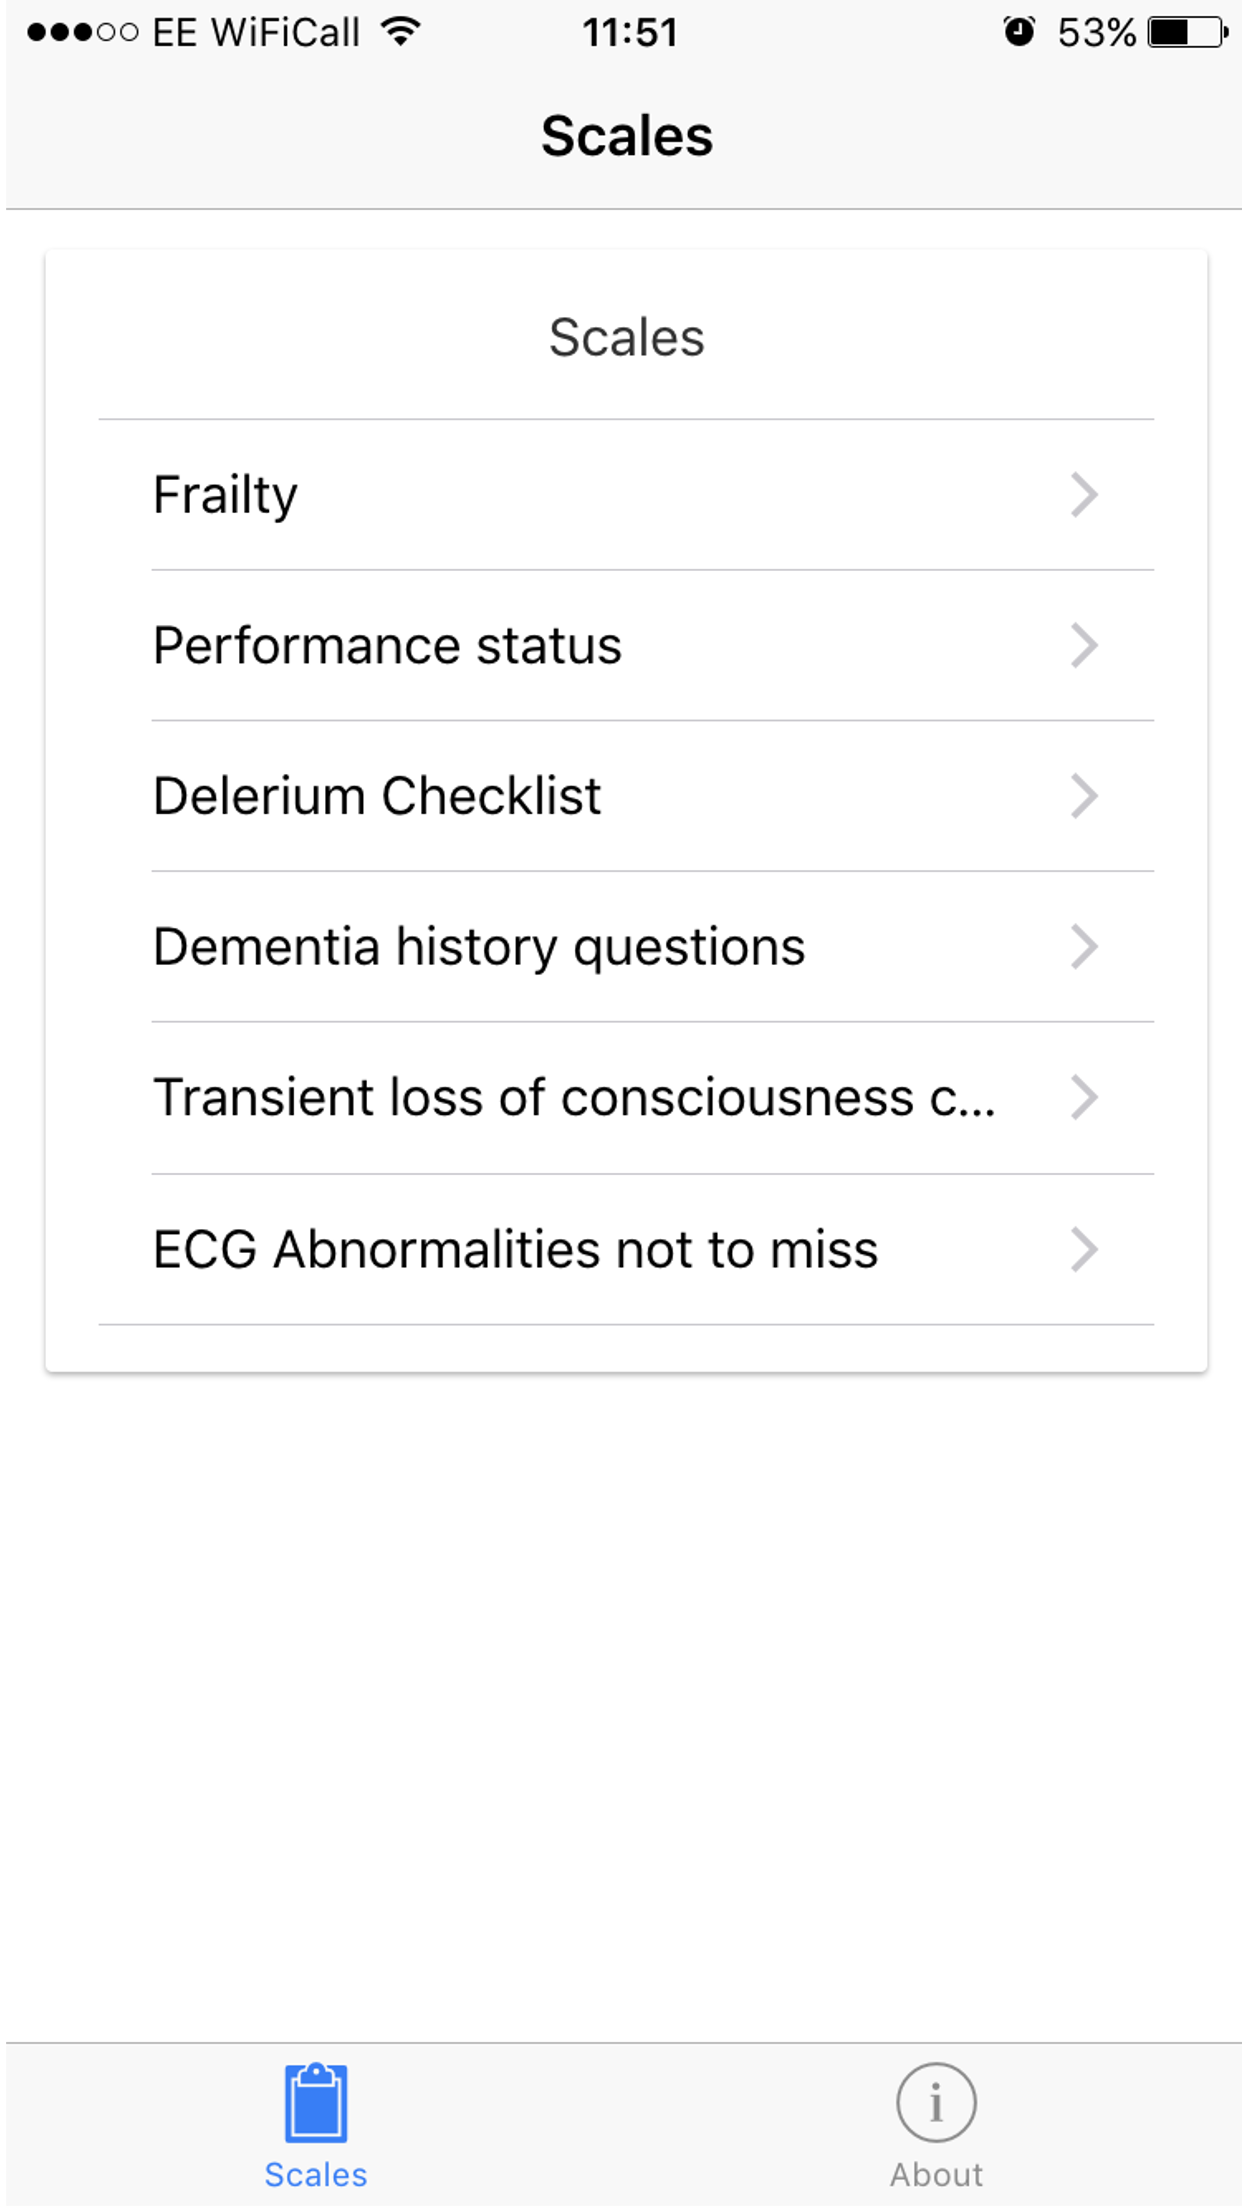 EE WiFiCall 11:51 53%
Scales
Scales
Frailty
Performance status
Delerium Checklist
Dementia history questions
Transient loss of consciousness c...
ECG Abnormalities not to miss
Scales About